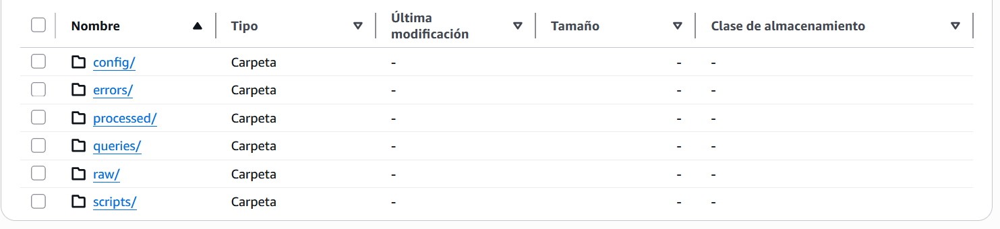 Nombre Tipo Última modificación Tamaño Clase de almacenamiento
config/ Carpeta - - -
errors/ Carpeta - - -
processed/ Carpeta - - -
queries/ Carpeta - - -
raw/ Carpeta - - -
scripts/ Carpeta - - -